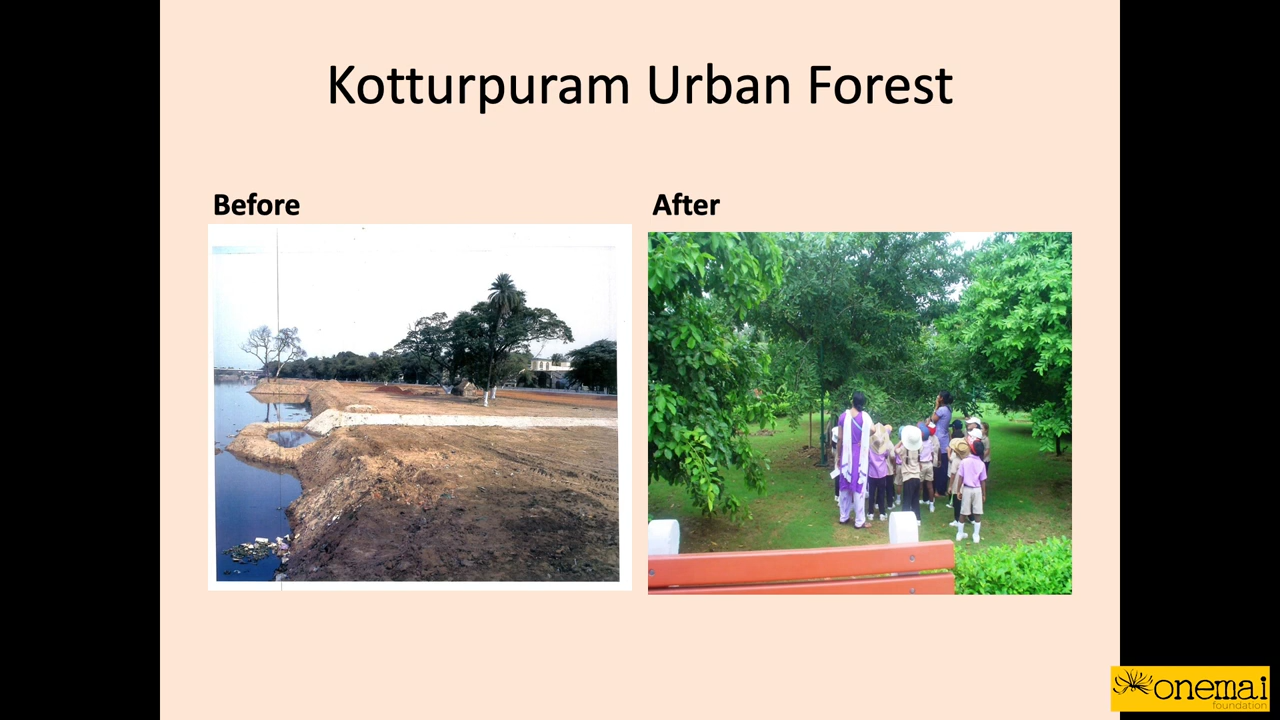 Kotturpuram Urban Forest
Before
After
onemai
foundation